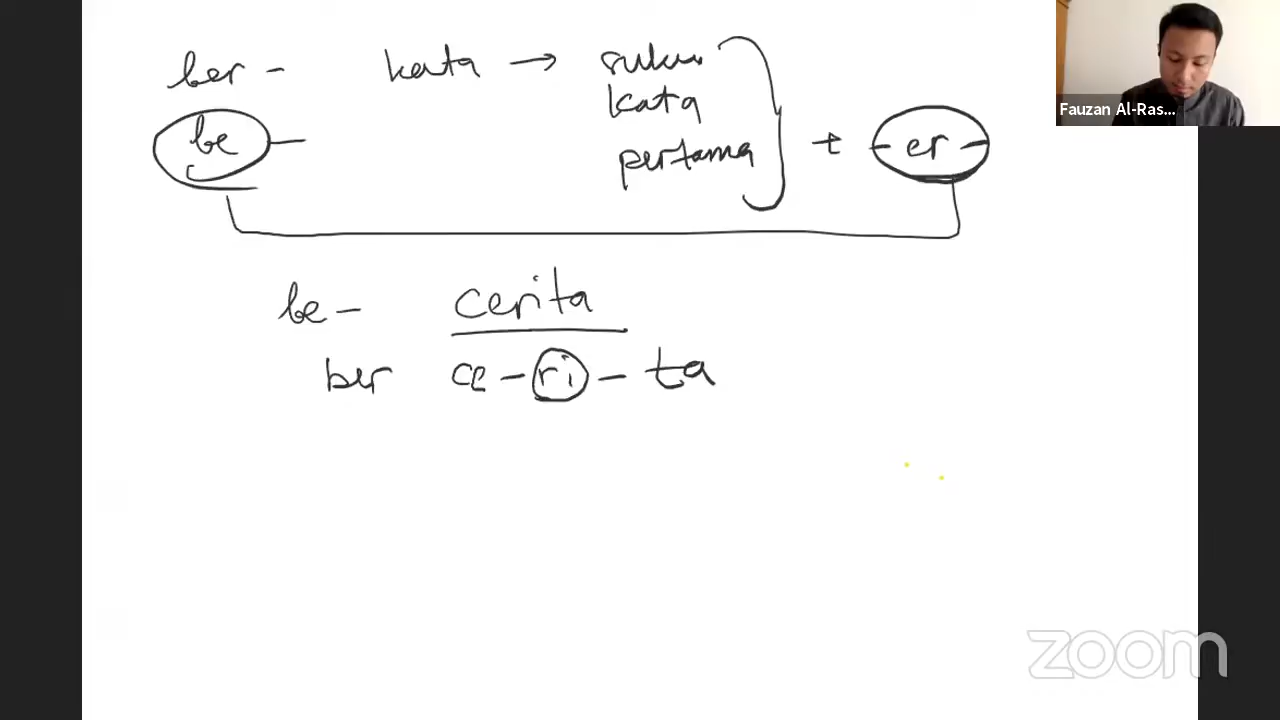 ber - kata → suku
kata
be - pertama + - er -
Fauzan Al-Ras...
be - cerita
ber ce - ri - ta
zoom